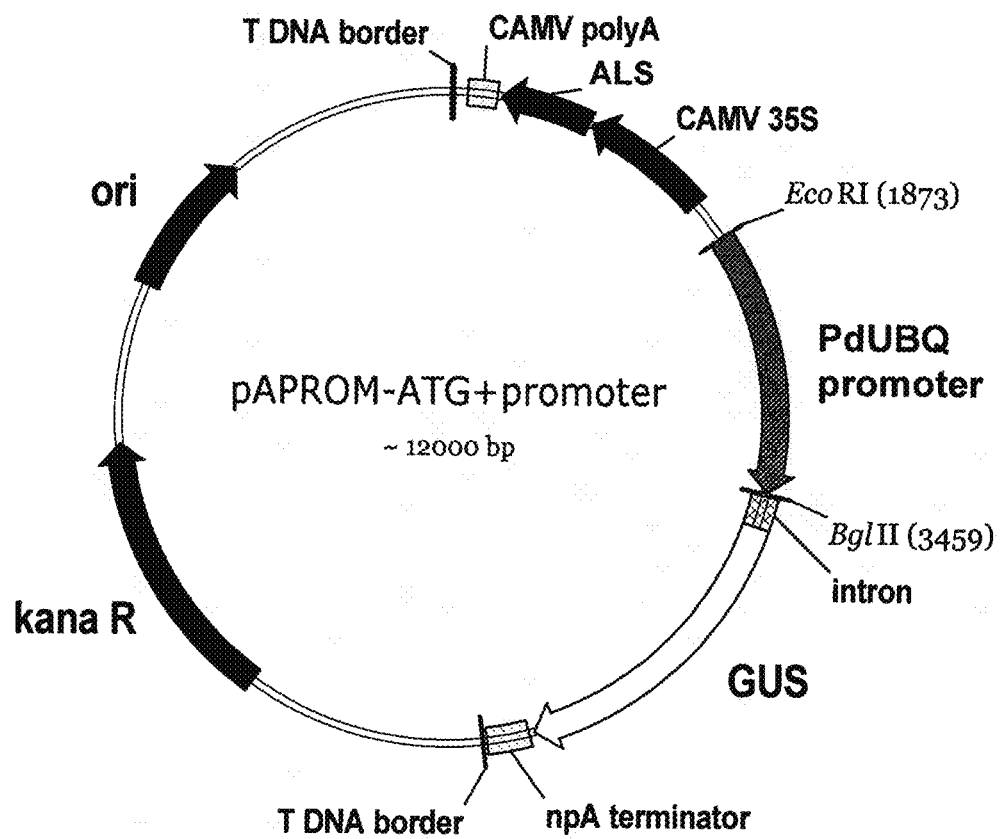 T DNA border
CAMV polyA
ALS
CAMV 35S
ori
EcoRI (1873)
PdUBQ
promoter
pAPROM-ATG+promoter
~ 12000 bp
BglII (3459)
intron
kana R
GUS
T DNA border
npA terminator